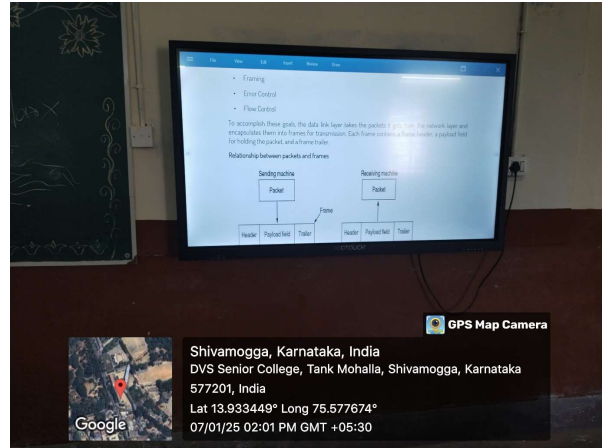 File View Edit Insert Review Draw
• Framing
• Error Control
• Flow Control
To accomplish these goals, the data link layer takes the packets it gets from the network layer and
encapsulates them into frames for transmission. Each frame contains a frame header, a payload field
for holding the packet, and a frame trailer.
Relationship between packets and frames
Sending machine
Receiving machine
Packet
Packet
Frame
Header Payload field Trailer
Header Payload field Trailer
GPS Map Camera
Shivamogga, Karnataka, India
DVS Senior College, Tank Mohalla, Shivamogga, Karnataka
577201, India
Lat 13.933449° Long 75.577674°
07/01/25 02:01 PM GMT +05:30
Google